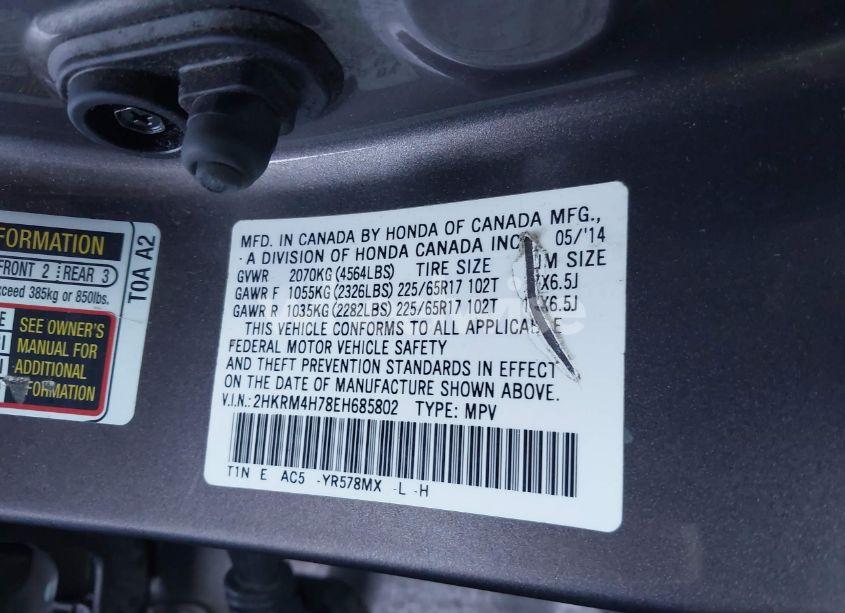 FORMATION
FRONT 2 REAR 3
xceed 385kg or 850lbs.
SEE OWNER'S
MANUAL FOR
ADDITIONAL
INFORMATION
T0A A2
MFD. IN CANADA BY HONDA OF CANADA MFG.,
A DIVISION OF HONDA CANADA INC. 05/'14
GVWR 2070KG (4564LBS) TIRE SIZE M SIZE
GAWR F 1055KG (2326LBS) 225/65R17 102T X6.5J
GAWR R 1035KG (2282LBS) 225/65R17 102T X6.5J
THIS VEHICLE CONFORMS TO ALL APPLICABLE
FEDERAL MOTOR VEHICLE SAFETY
AND THEFT PREVENTION STANDARDS IN EFFECT
ON THE DATE OF MANUFACTURE SHOWN ABOVE.
V.I.N.: 2HKRM4H78EH685802 TYPE: MPV
T1N E AC5 -YR578MX -L -H